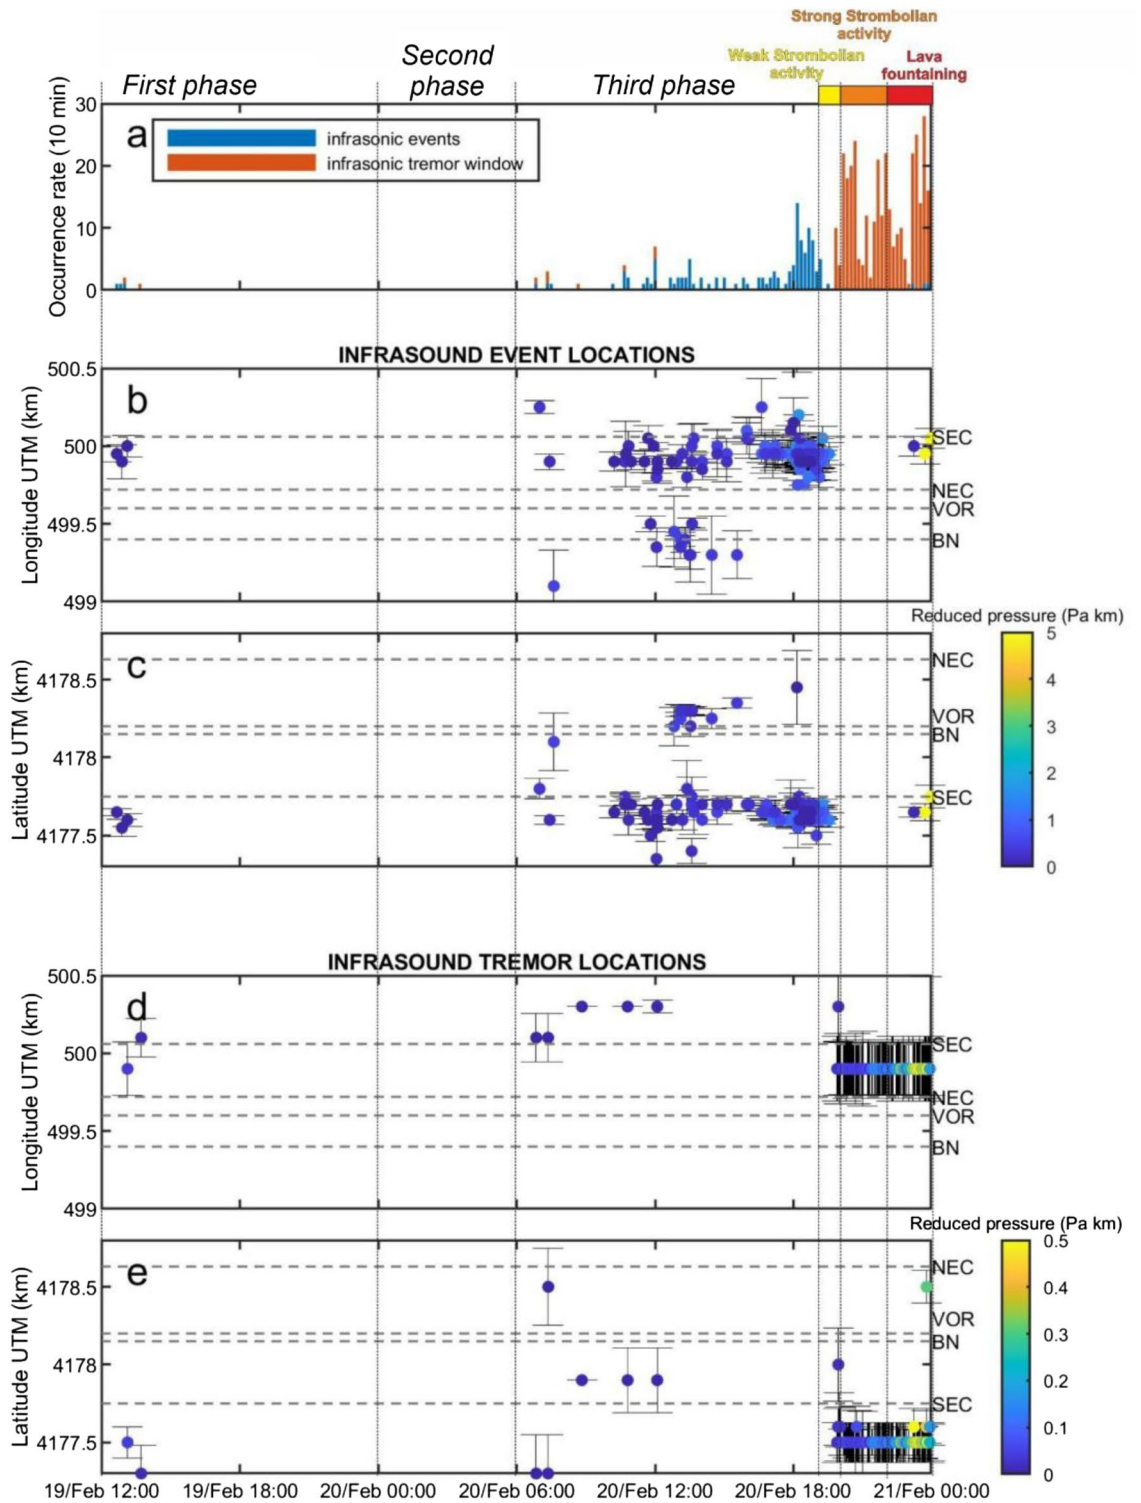 Strong Strombolian
activity
Weak Strombolian
activity
Lava
fountaining
First phase
Second
phase
Third phase
a
infrasonic events
infrasonic tremor window
Occurrence rate (10 min)
30
20
10
0
INFRASOUND EVENT LOCATIONS
b
Longitude UTM (km)
500.5
500
499.5
499
SEC
NEC
VOR
BN
c
Latitude UTM (km)
4178.5
4178
4177.5
NEC
VOR
BN
SEC
Reduced pressure (Pa km)
5
4
3
2
1
0
INFRASOUND TREMOR LOCATIONS
d
Longitude UTM (km)
500.5
500
499.5
499
SEC
NEC
VOR
BN
e
Latitude UTM (km)
4178.5
4178
4177.5
NEC
VOR
BN
SEC
Reduced pressure (Pa km)
0.5
0.4
0.3
0.2
0.1
0
19/Feb 12:00
19/Feb 18:00
20/Feb 00:00
20/Feb 06:00
20/Feb 12:00
20/Feb 18:00
21/Feb 00:00